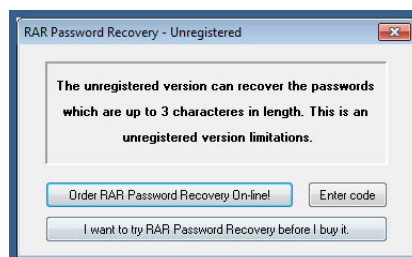 RAR Password Recovery - Unregistered
The unregistered version can recover the passwords
which are up to 3 characteres in length. This is an
unregistered version limitations.
Order RAR Password Recovery On-line!
Enter code
I want to try RAR Password Recovery before I buy it.